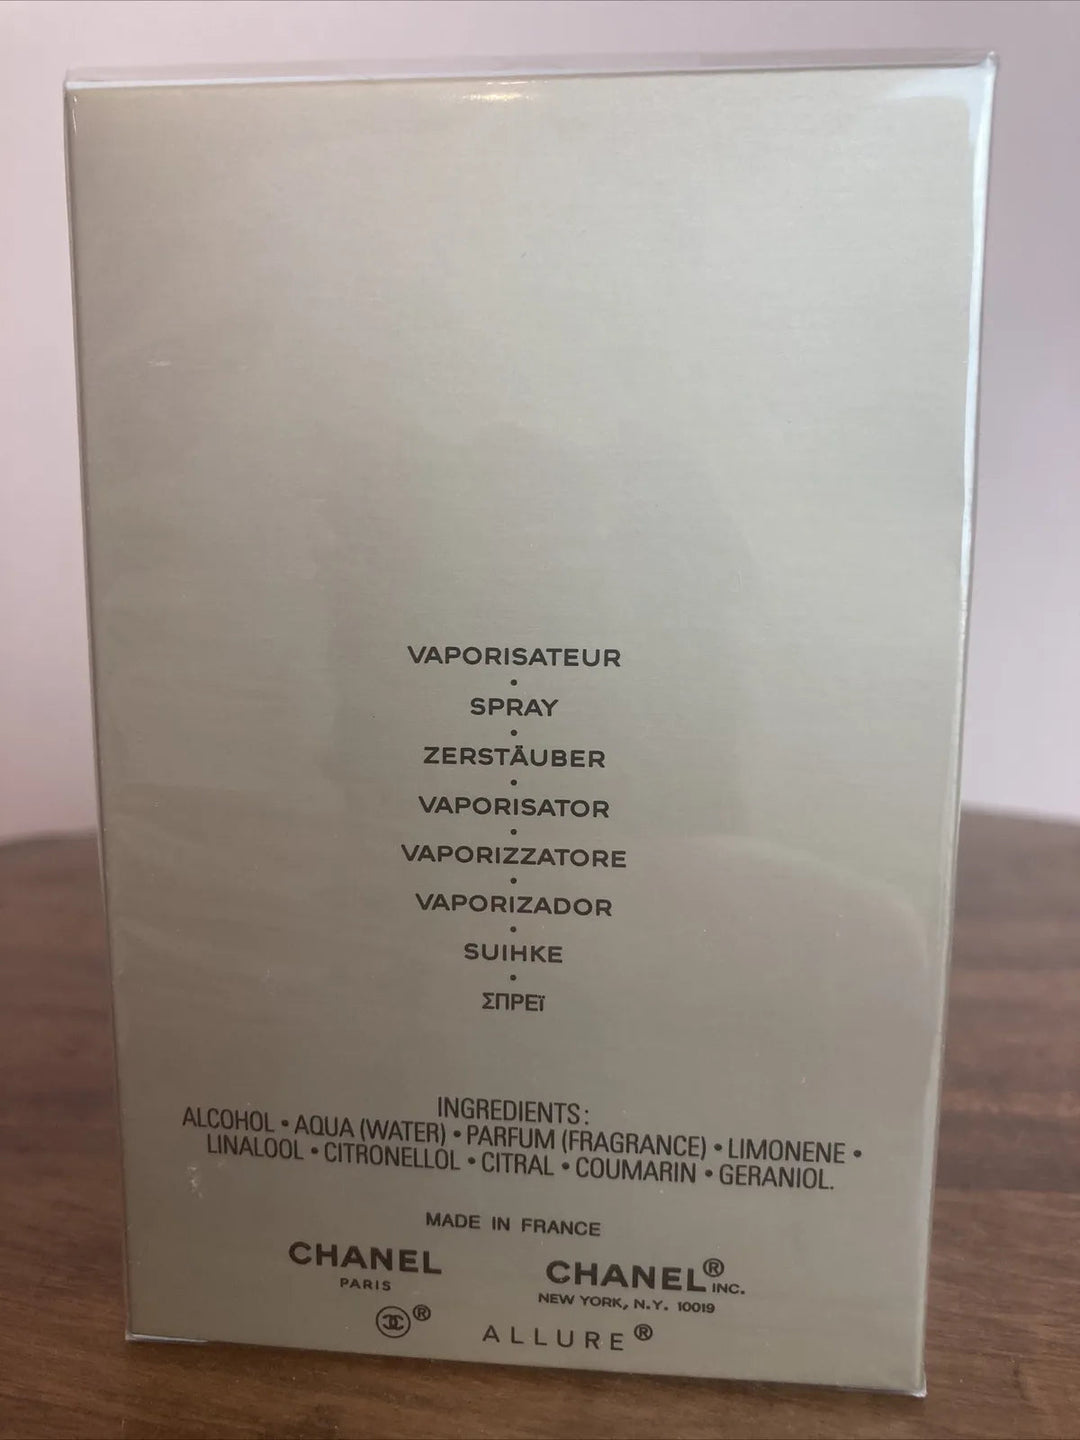 VAPORISATEUR
•
SPRAY
•
ZERSTÄUBER
•
VAPORISATOR
•
VAPORIZZATORE
•
VAPORIZADOR
•
SUIHKE
•
ΣΠΡΕϊ
INGREDIENTS:
ALCOHOL • AQUA (WATER) • PARFUM (FRAGRANCE) • LIMONENE •
LINALOOL • CITRONELLOL • CITRAL • COUMARIN • GERANIOL.
MADE IN FRANCE
CHANEL
PARIS
®
CHANEL® INC.
NEW YORK, N.Y. 10019
ALLURE®